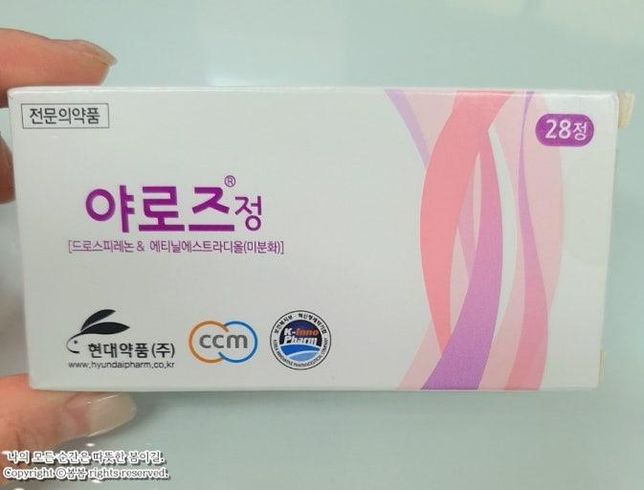 전문의약품
28정
야로즈®정
[드로스피레논 & 에티닐에스트라디올(미분화)]
현대약품(주)
www.hyundaipharm.co.kr
ccm
K-inno
Pharm
나의 모든 순간은 따뜻한 봄이길.
Copyright ⓒ봄봄 rights reserved.